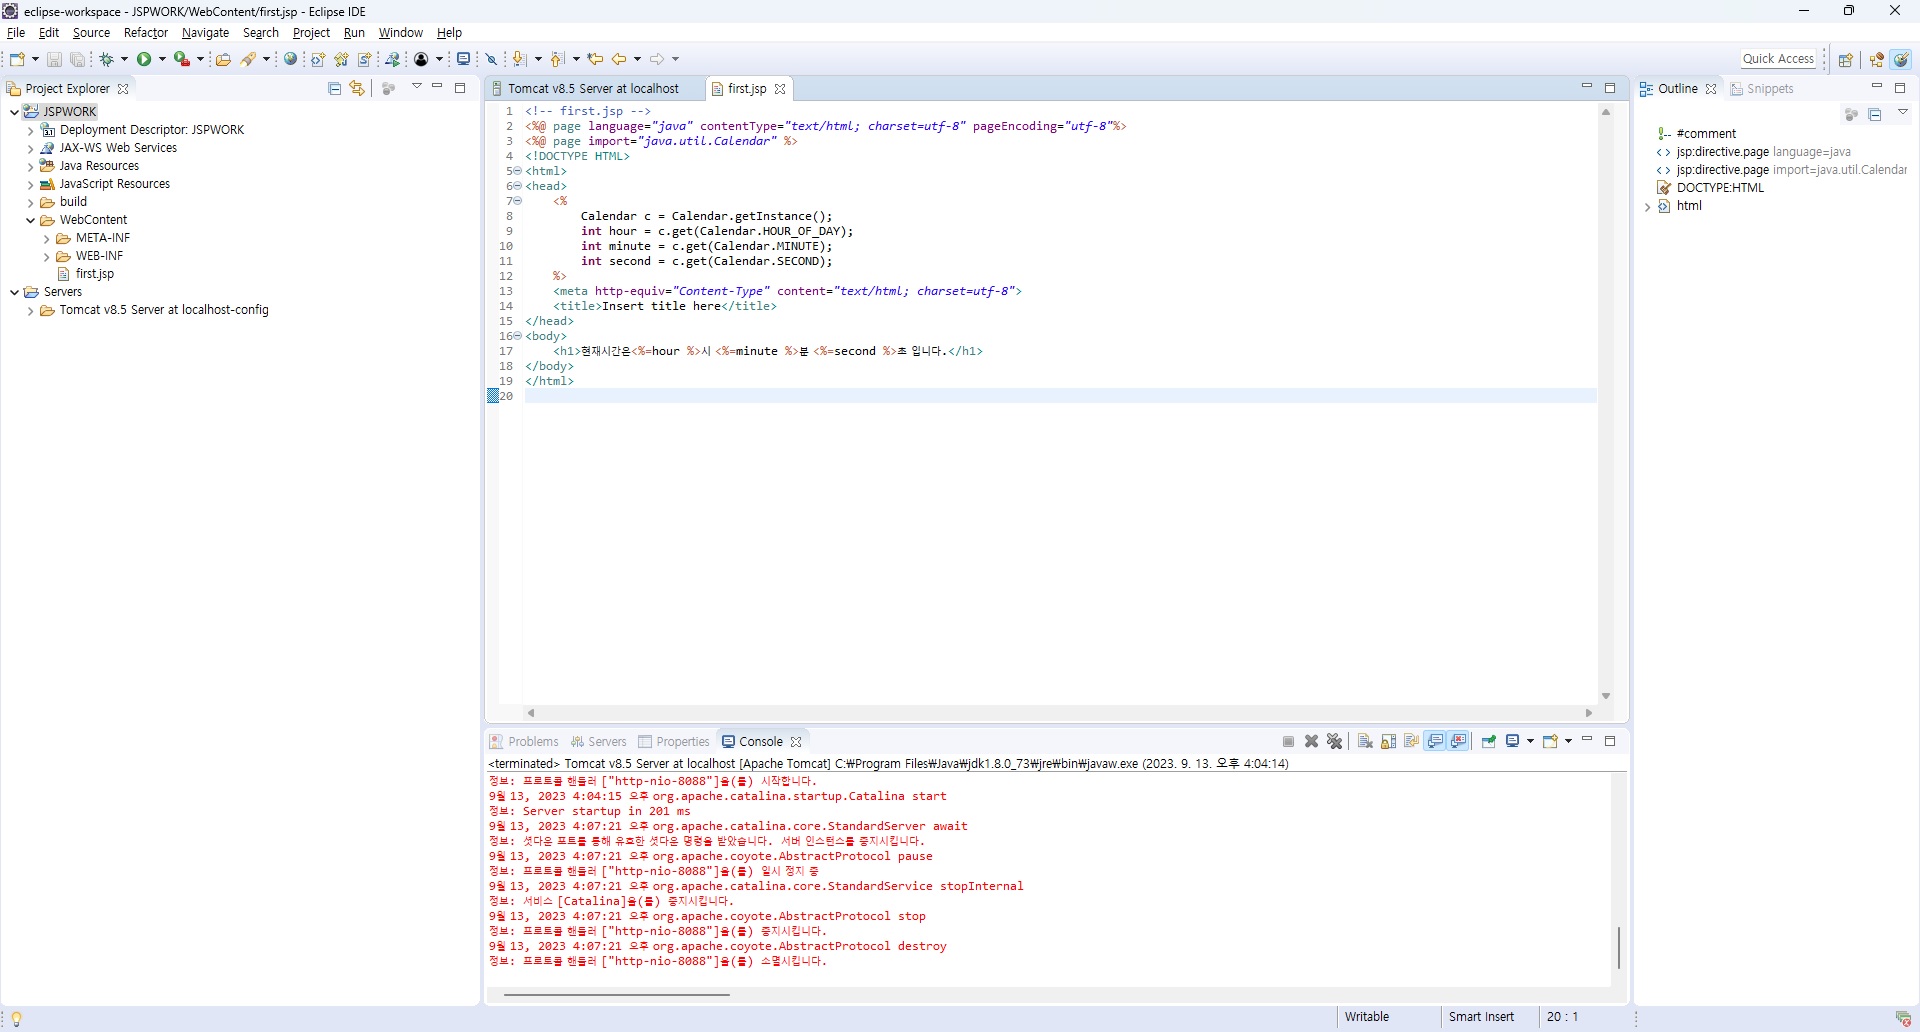 eclipse-workspace - JSPWORK/WebContent/first.jsp - Eclipse IDE
File Edit Source Refactor Navigate Search Project Run Window Help
Quick Access
Project Explorer
JSPWORK
Deployment Descriptor: JSPWORK
JAX-WS Web Services
Java Resources
JavaScript Resources
build
WebContent
META-INF
WEB-INF
first.jsp
Servers
Tomcat v8.5 Server at localhost-config
Tomcat v8.5 Server at localhost first.jsp
1 <!-- first.jsp -->
2 <%@ page language="java" contentType="text/html; charset=utf-8" pageEncoding="utf-8"%>
3 <%@ page import="java.util.Calendar" %>
4 <!DOCTYPE HTML>
5 <html>
6 <head>
7 <%
8 Calendar c = Calendar.getInstance();
9 int hour = c.get(Calendar.HOUR_OF_DAY);
10 int minute = c.get(Calendar.MINUTE);
11 int second = c.get(Calendar.SECOND);
12 %>
13 <meta http-equiv="Content-Type" content="text/html; charset=utf-8">
14 <title>Insert title here</title>
15 </head>
16 <body>
17 <h1>현재시간은<%=hour %>시 <%=minute %>분 <%=second %>초 입니다.</h1>
18 </body>
19 </html>
20
Outline Snippets
#comment
jsp:directive.page language=java
jsp:directive.page import=java.util.Calendar
DOCTYPE:HTML
html
Problems Servers Properties Console
<terminated> Tomcat v8.5 Server at localhost [Apache Tomcat] C:₩Program Files₩Java₩jdk1.8.0_73₩jre₩bin₩javaw.exe (2023. 9. 13. 오후 4:04:14)
정보: 프로토콜 핸들러 ["http-nio-8088"]을(를) 시작합니다.
9월 13, 2023 4:04:15 오후 org.apache.catalina.startup.Catalina start
정보: Server startup in 201 ms
9월 13, 2023 4:07:21 오후 org.apache.catalina.core.StandardServer await
정보: 셧다운 포트를 통해 유효한 셧다운 명령을 받았습니다. 서버 인스턴스를 중지시킵니다.
9월 13, 2023 4:07:21 오후 org.apache.coyote.AbstractProtocol pause
정보: 프로토콜 핸들러 ["http-nio-8088"]을(를) 일시 정지 중
9월 13, 2023 4:07:21 오후 org.apache.catalina.core.StandardService stopInternal
정보: 서비스 [Catalina]을(를) 중지시킵니다.
9월 13, 2023 4:07:21 오후 org.apache.coyote.AbstractProtocol stop
정보: 프로토콜 핸들러 ["http-nio-8088"]을(를) 중지시킵니다.
9월 13, 2023 4:07:21 오후 org.apache.coyote.AbstractProtocol destroy
정보: 프로토콜 핸들러 ["http-nio-8088"]을(를) 소멸시킵니다.
Writable Smart Insert 20 : 1